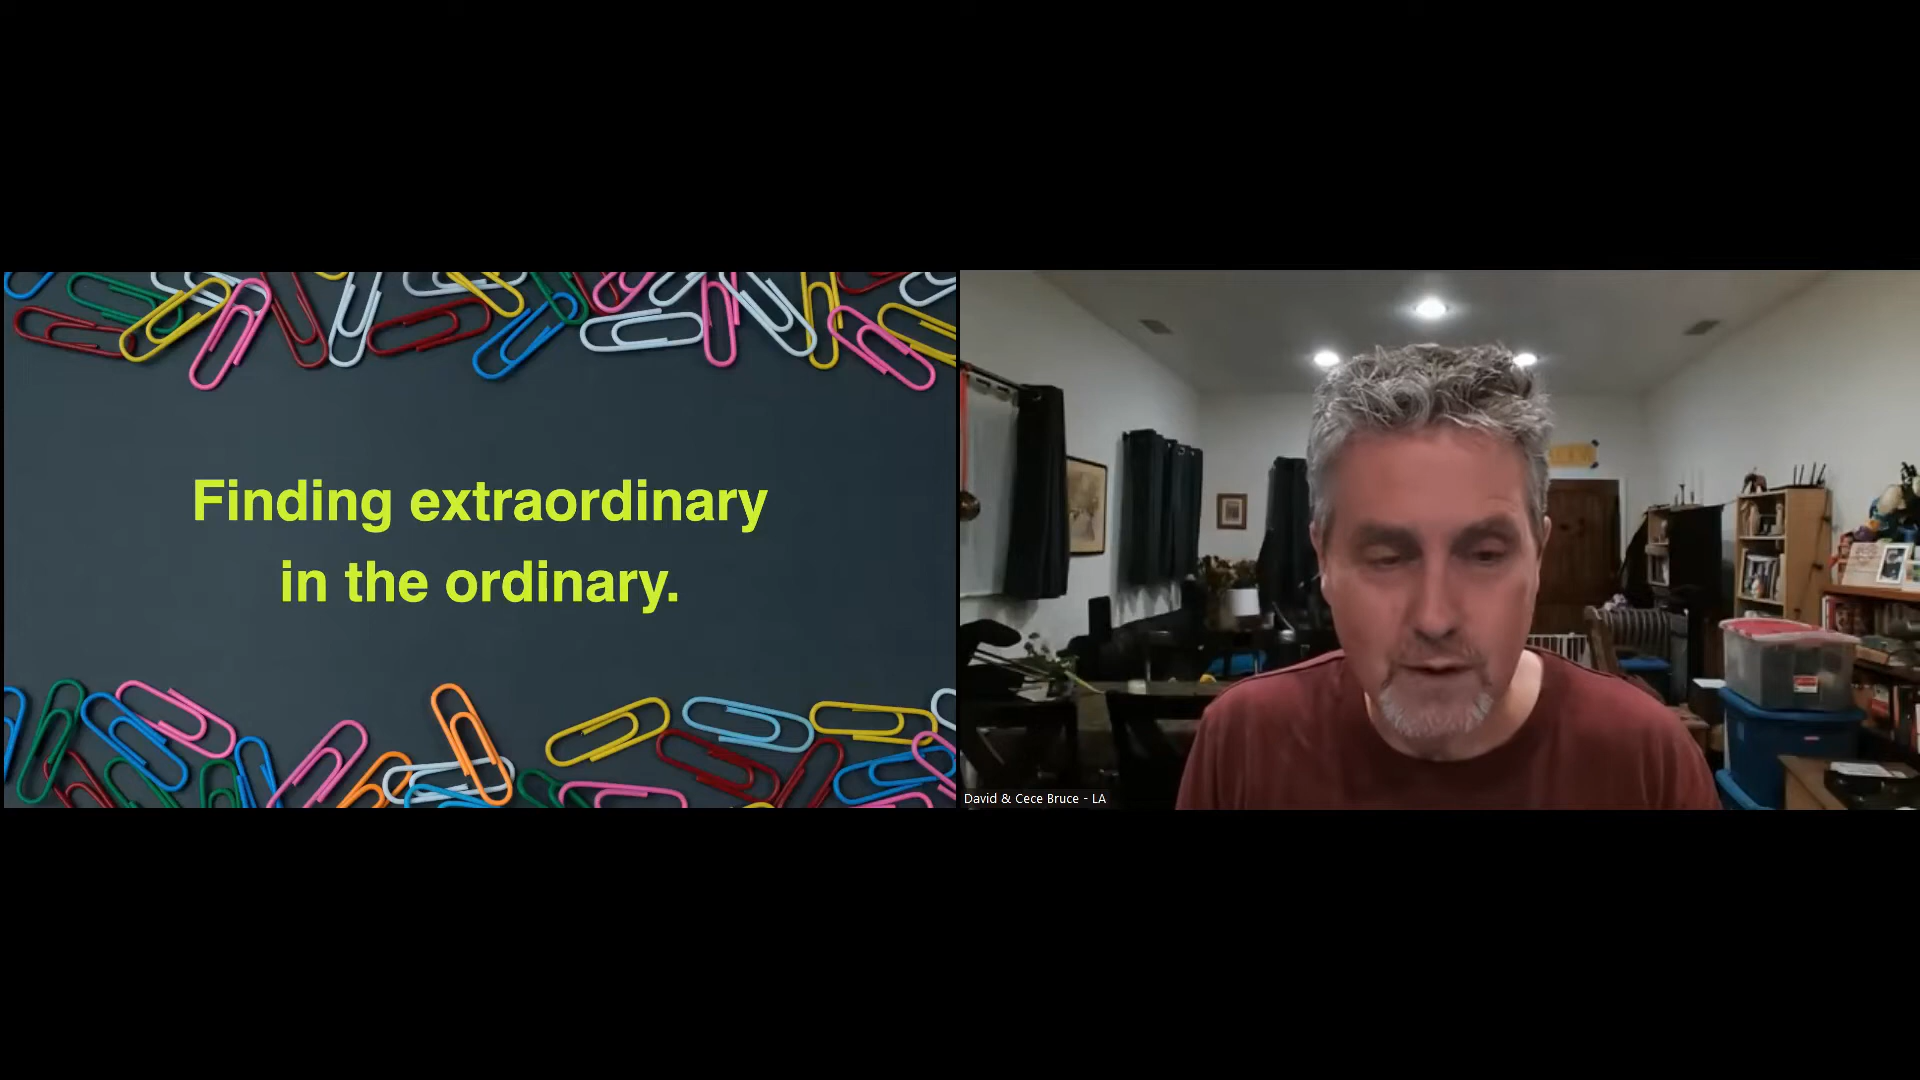 Finding extraordinary
in the ordinary.
David & Cece Bruce - LA